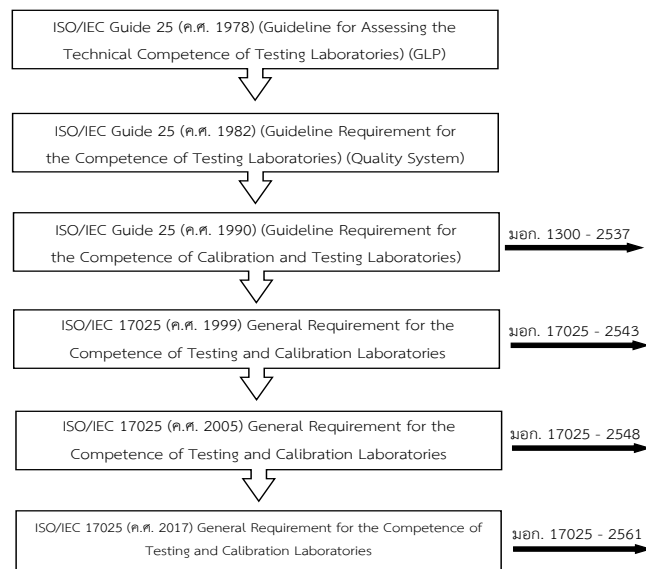 ISO/IEC Guide 25 (ค.ศ. 1978) (Guideline for Assessing the
Technical Competence of Testing Laboratories) (GLP)
ISO/IEC Guide 25 (ค.ศ. 1982) (Guideline Requirement for
the Competence of Testing Laboratories) (Quality System)
ISO/IEC Guide 25 (ค.ศ. 1990) (Guideline Requirement for
the Competence of Calibration and Testing Laboratories)
มอก. 1300 - 2537
ISO/IEC 17025 (ค.ศ. 1999) General Requirement for the
Competence of Testing and Calibration Laboratories
มอก. 17025 - 2543
ISO/IEC 17025 (ค.ศ. 2005) General Requirement for the
Competence of Testing and Calibration Laboratories
มอก. 17025 - 2548
ISO/IEC 17025 (ค.ศ. 2017) General Requirement for the Competence of
Testing and Calibration Laboratories
มอก. 17025 - 2561